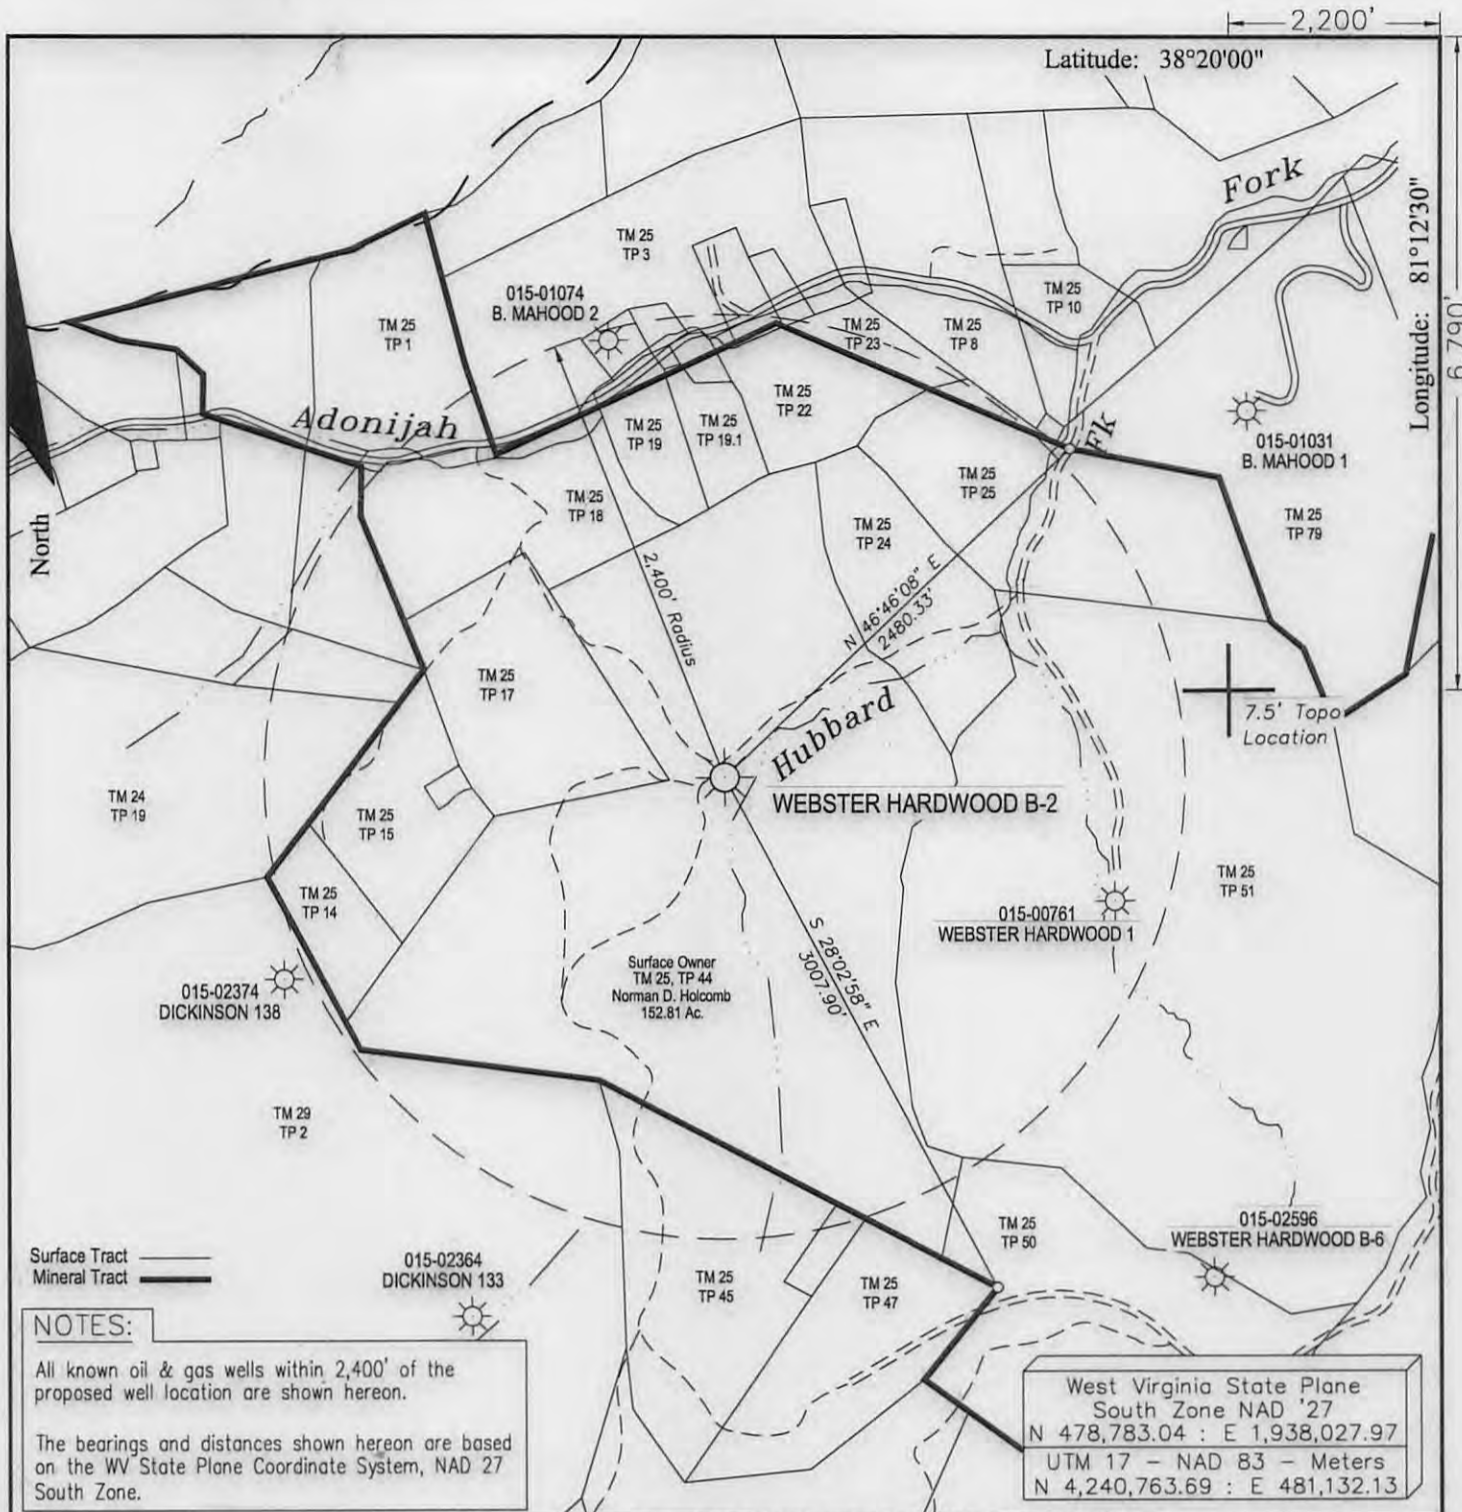 2,200'
Latitude: 38°20'00"
Fork
Longitude: 81°12'30"
6,790'
TM 25
TP 3
015-01074
B. MAHOOD 2
TM 25
TP 1
TM 25
TP 10
TM 25
TP 23
TM 25
TP 8
Adonijah
TM 25
TP 22
TM 25
TP 19
TM 25
TP 19.1
Fk
015-01031
B. MAHOOD 1
TM 25
TP 25
TM 25
TP 18
TM 25
TP 24
TM 25
TP 79
North
2,400' Radius
N 46°46'08" E
2480.33'
TM 25
TP 17
7.5' Topo
Location
Hubbard
WEBSTER HARDWOOD B-2
TM 24
TP 19
TM 25
TP 15
TM 25
TP 14
TM 25
TP 51
015-00761
WEBSTER HARDWOOD 1
S 28°02'58" E
3007.90'
Surface Owner
TM 25, TP 44
Norman D. Holcomb
152.81 Ac.
015-02374
DICKINSON 138
TM 29
TP 2
TM 25
TP 50
015-02596
WEBSTER HARDWOOD B-6
Surface Tract
Mineral Tract
015-02364
DICKINSON 133
TM 25
TP 45
TM 25
TP 47
NOTES:
All known oil & gas wells within 2,400' of the
proposed well location are shown hereon.
The bearings and distances shown hereon are based
on the WV State Plane Coordinate System, NAD 27
South Zone.
West Virginia State Plane
South Zone NAD '27
N 478,783.04 : E 1,938,027.97
UTM 17 - NAD 83 - Meters
N 4,240,763.69 : E 481,132.13